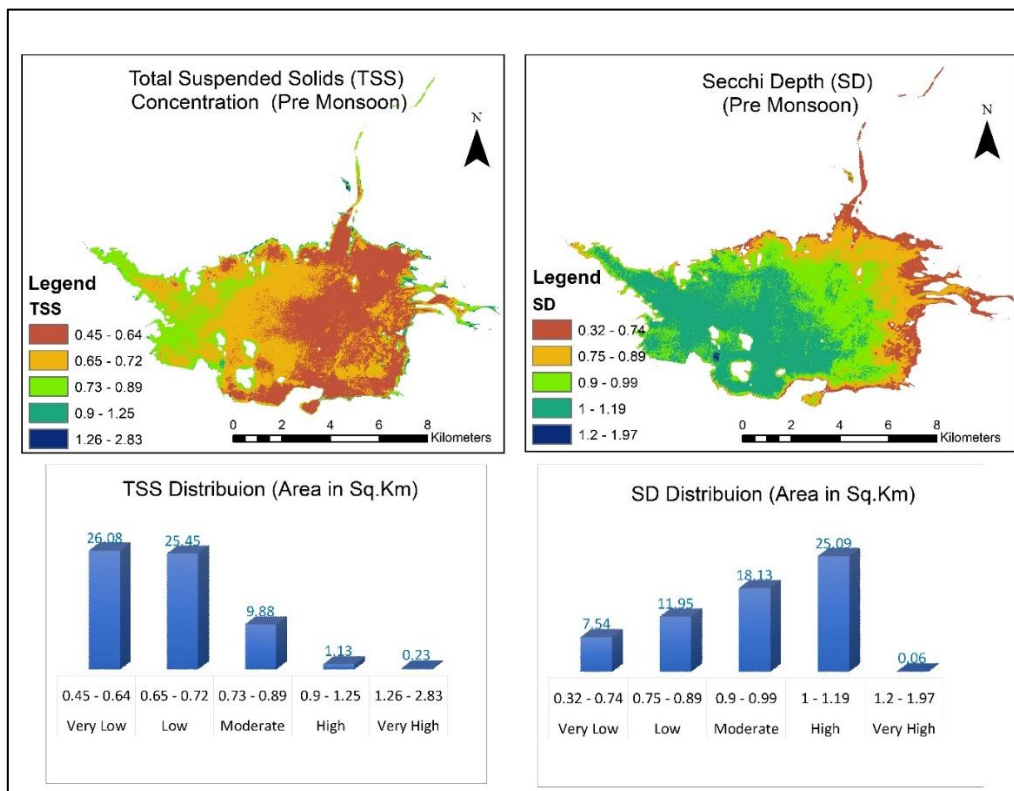 Total Suspended Solids (TSS)
Concentration (Pre Monsoon)
N
Legend
TSS
0.45 - 0.64
0.65 - 0.72
0.73 - 0.89
0.9 - 1.25
1.26 - 2.83
0 2 4 6 8
Kilometers
Secchi Depth (SD)
(Pre Monsoon)
N
Legend
SD
0.32 - 0.74
0.75 - 0.89
0.9 - 0.99
1 - 1.19
1.2 - 1.97
0 2 4 6 8
Kilometers
TSS Distribuion (Area in Sq.Km)
26.08 25.45 9.88 1.13 0.23
0.45 - 0.64 0.65 - 0.72 0.73 - 0.89 0.9 - 1.25 1.26 - 2.83
Very Low Low Moderate High Very High
SD Distribuion (Area in Sq.Km)
7.54 11.95 18.13 25.09 0.06
0.32 - 0.74 0.75 - 0.89 0.9 - 0.99 1 - 1.19 1.2 - 1.97
Very Low Low Moderate High Very High